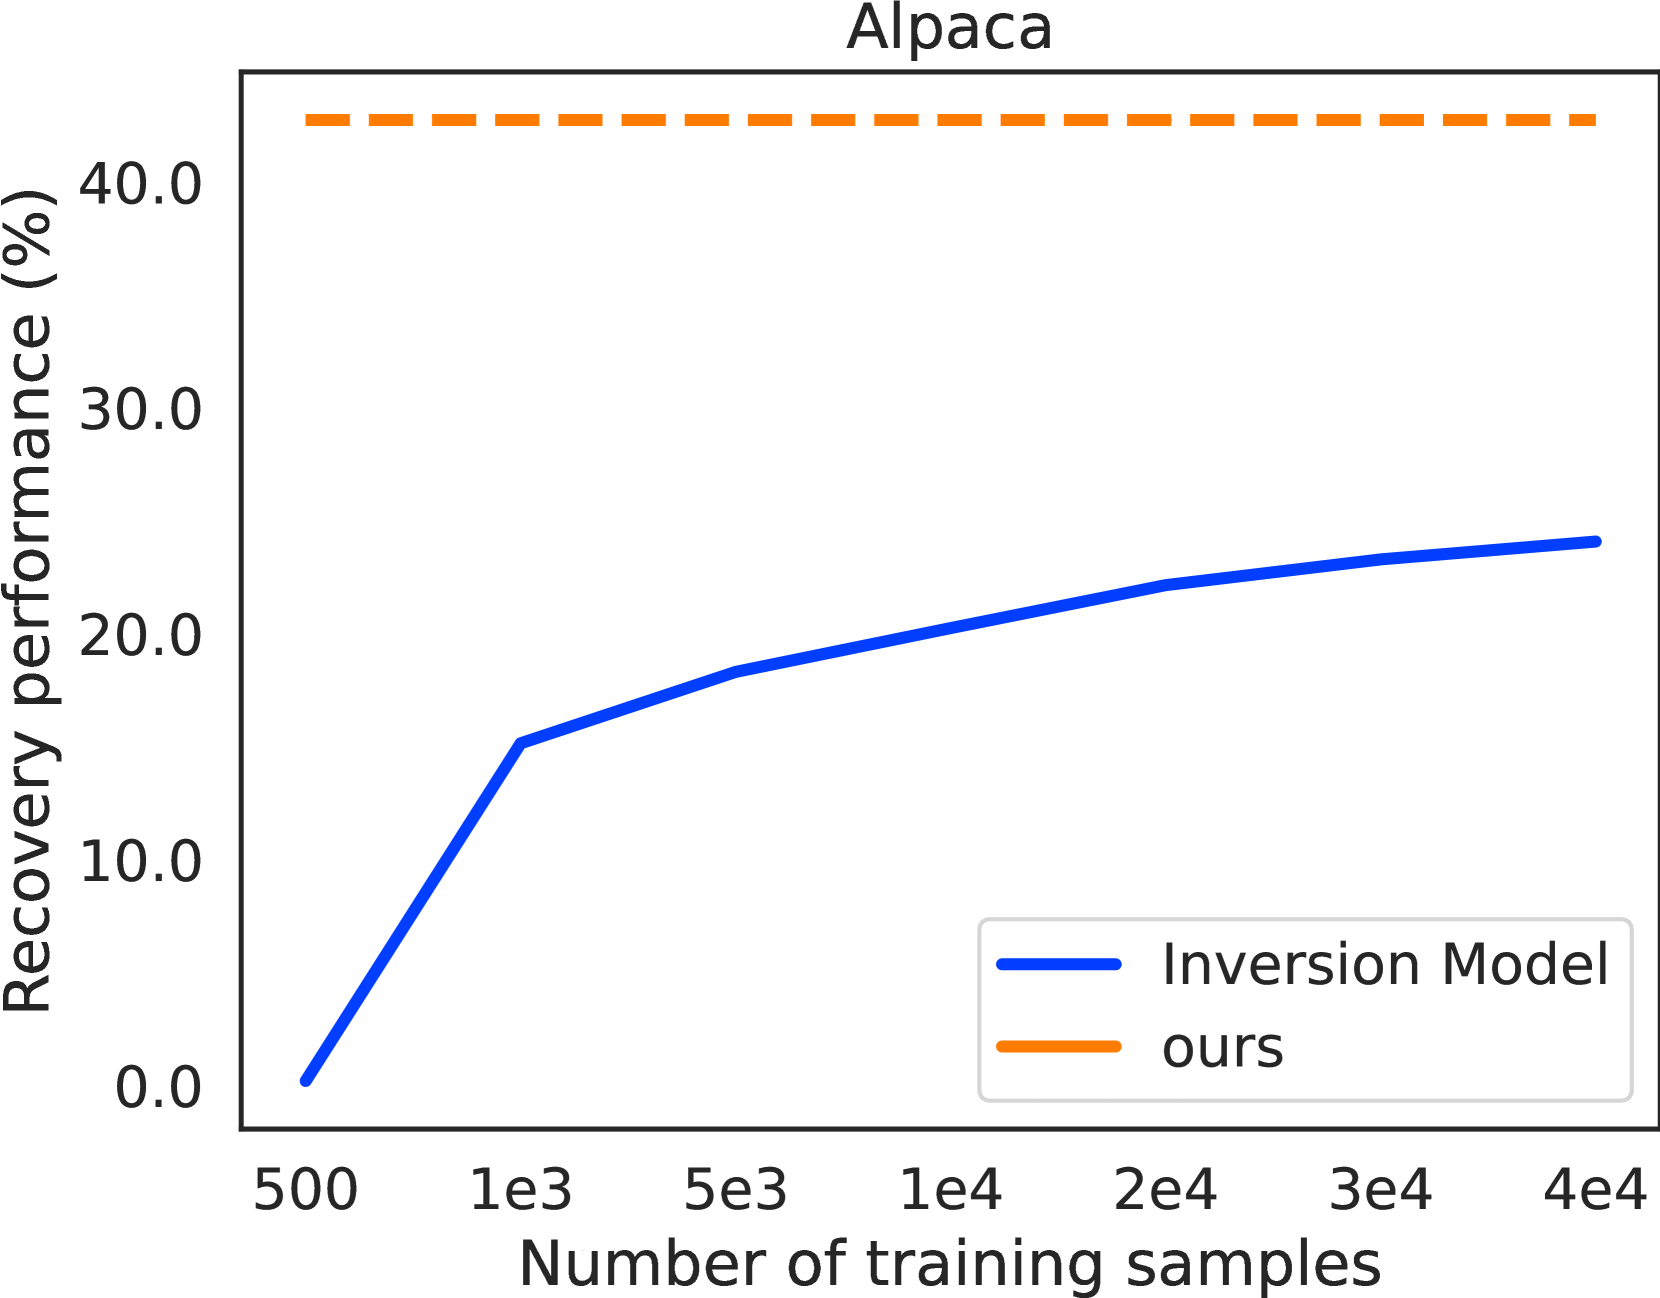 Alpaca
Recovery performance (%)
40.0
30.0
20.0
10.0
0.0
Inversion Model
ours
500 1e3 5e3 1e4 2e4 3e4 4e4
Number of training samples